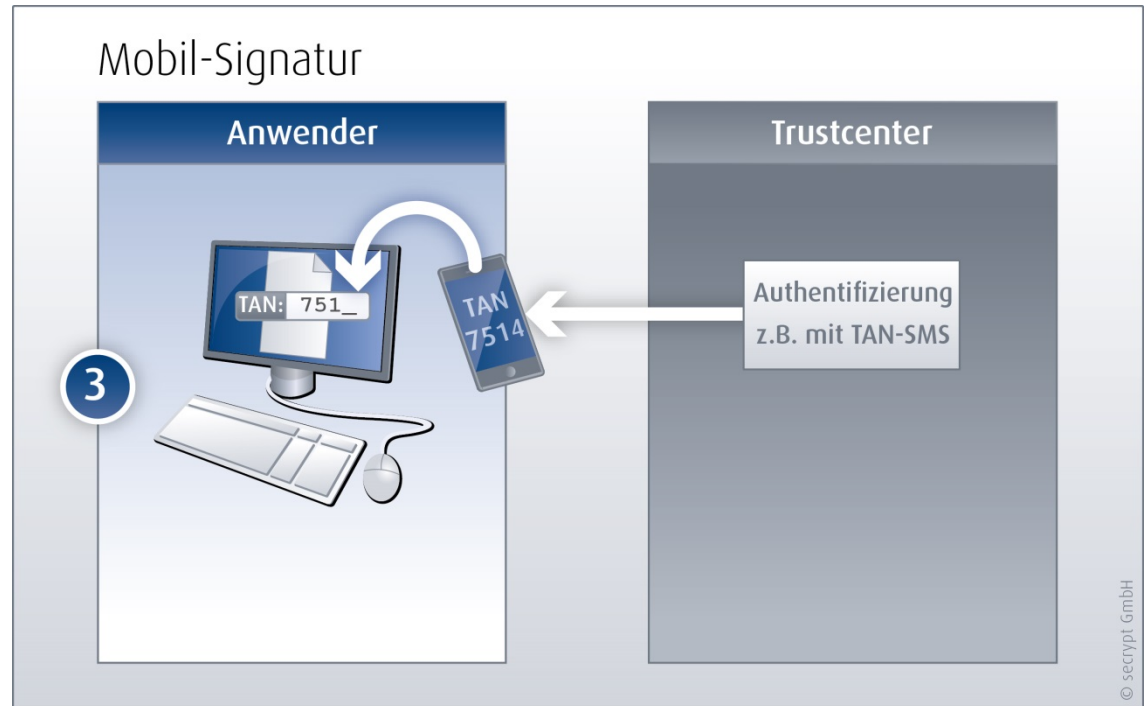 Mobil-Signatur
Anwender
Trustcenter
TAN: 751_
TAN
7514
Authentifizierung
z.B. mit TAN-SMS
3
© secrypt GmbH